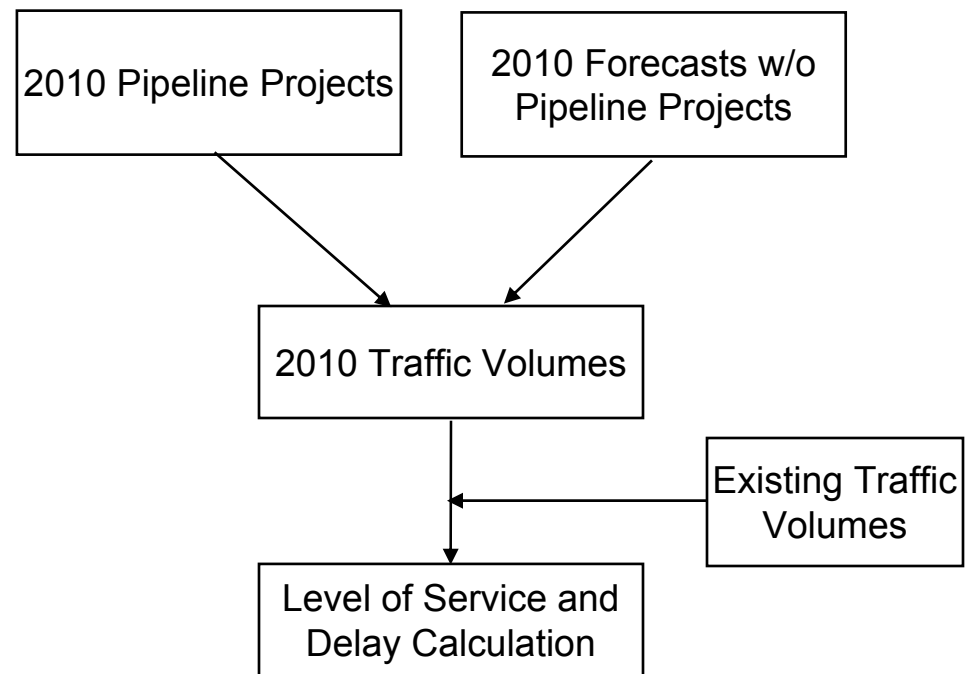 2010 Pipeline Projects
2010 Forecasts w/o
Pipeline Projects
2010 Traffic Volumes
Existing Traffic
Volumes
Level of Service and
Delay Calculation